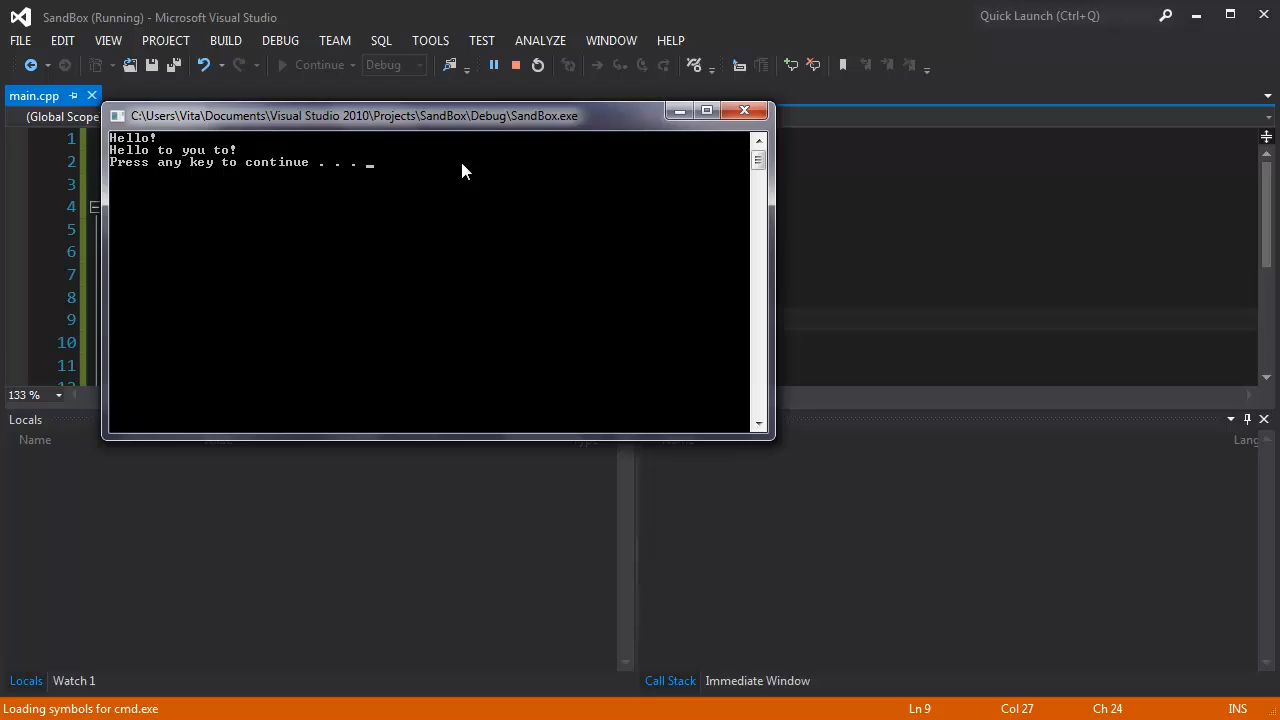 SandBox (Running) - Microsoft Visual Studio
Quick Launch (Ctrl+Q)
FILE EDIT VIEW PROJECT BUILD DEBUG TEAM SQL TOOLS TEST ANALYZE WINDOW HELP
Continue Debug
main.cpp
(Global Scope
C:\Users\Vita\Documents\Visual Studio 2010\Projects\SandBox\Debug\SandBox.exe
Hello!
Hello to you to!
Press any key to continue . . . _
1
2
3
4
5
6
7
8
9
10
11
133 %
Locals
Name
Lang
Locals Watch 1
Call Stack Immediate Window
Loading symbols for cmd.exe
Ln 9 Col 27 Ch 24 INS